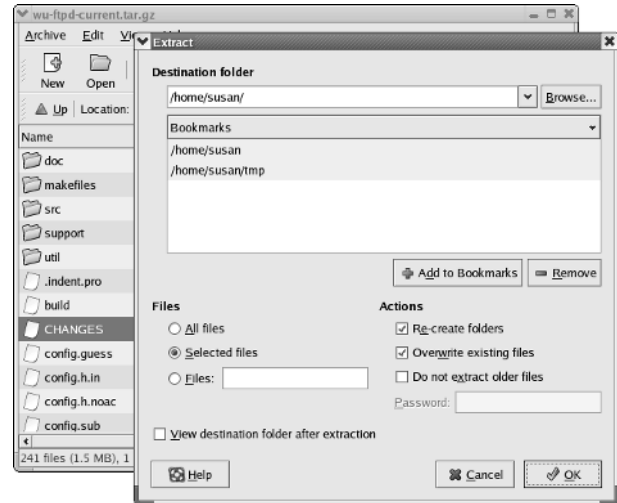 wu-ftpd-current.tar.gz
Archive Edit
New Open
Up Location:
Name
doc
makefiles
src
support
util
.indent.pro
build
CHANGES
config.guess
config.h.in
config.h.noac
config.sub
241 files (1.5 MB), 1
Extract
Destination folder
/home/susan/ Browse...
Bookmarks
/home/susan
/home/susan/tmp
Add to Bookmarks Remove
Files
All files
Selected files
Files:
Actions
Re-create folders
Overwrite existing files
Do not extract older files
Password:
View destination folder after extraction
Help Cancel OK